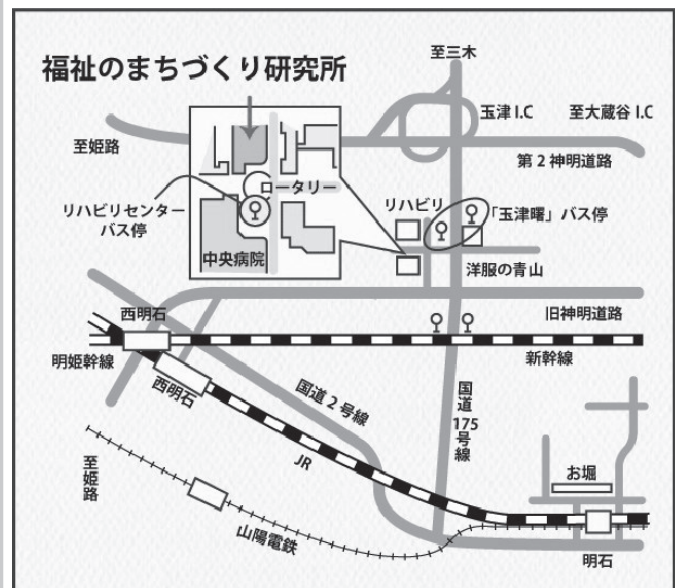 福祉のまちづくり研究所
至三木
玉津I.C
至大蔵谷I.C
至姫路
第2神明道路
ロータリー
リハビリセンター
バス停
中央病院
リハビリ
「玉津曙」バス停
洋服の青山
西明石
旧神明道路
明姫幹線
新幹線
西明石
国道2号線
国道175号線
JR
至姫路
お堀
山陽電鉄
明石